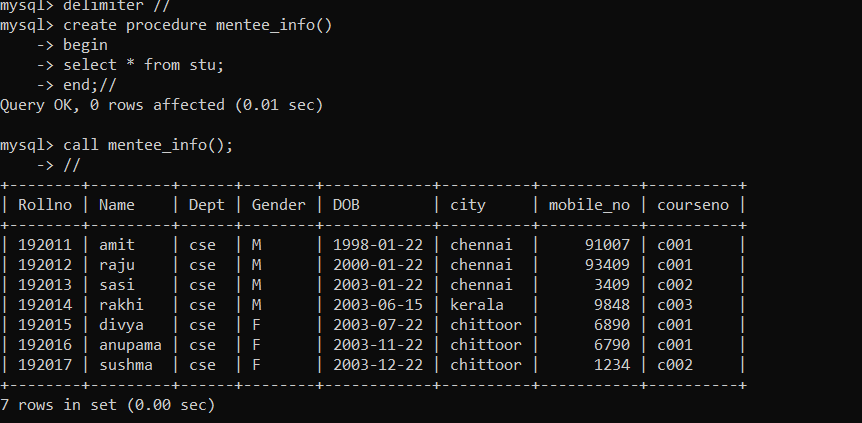 mysql> delimiter //
mysql> create procedure mentee_info()
    -> begin
    -> select * from stu;
    -> end;//
Query OK, 0 rows affected (0.01 sec)

mysql> call mentee_info();
    -> //
+--------+---------+------+--------+------------+----------+-----------+----------+
| Rollno | Name    | Dept | Gender | DOB        | city     | mobile_no | courseno |
+--------+---------+------+--------+------------+----------+-----------+----------+
| 192011 | amit    | cse  | M      | 1998-01-22 | chennai  |     91007 | c001     |
| 192012 | raju    | cse  | M      | 2000-01-22 | chennai  |     93409 | c001     |
| 192013 | sasi    | cse  | M      | 2003-01-22 | chennai  |      3409 | c002     |
| 192014 | rakhi   | cse  | M      | 2003-06-15 | kerala   |      9848 | c003     |
| 192015 | divya   | cse  | F      | 2003-07-22 | chittoor |      6890 | c001     |
| 192016 | anupama | cse  | F      | 2003-11-22 | chittoor |      6790 | c001     |
| 192017 | sushma  | cse  | F      | 2003-12-22 | chittoor |      1234 | c002     |
+--------+---------+------+--------+------------+----------+-----------+----------+
7 rows in set (0.00 sec)